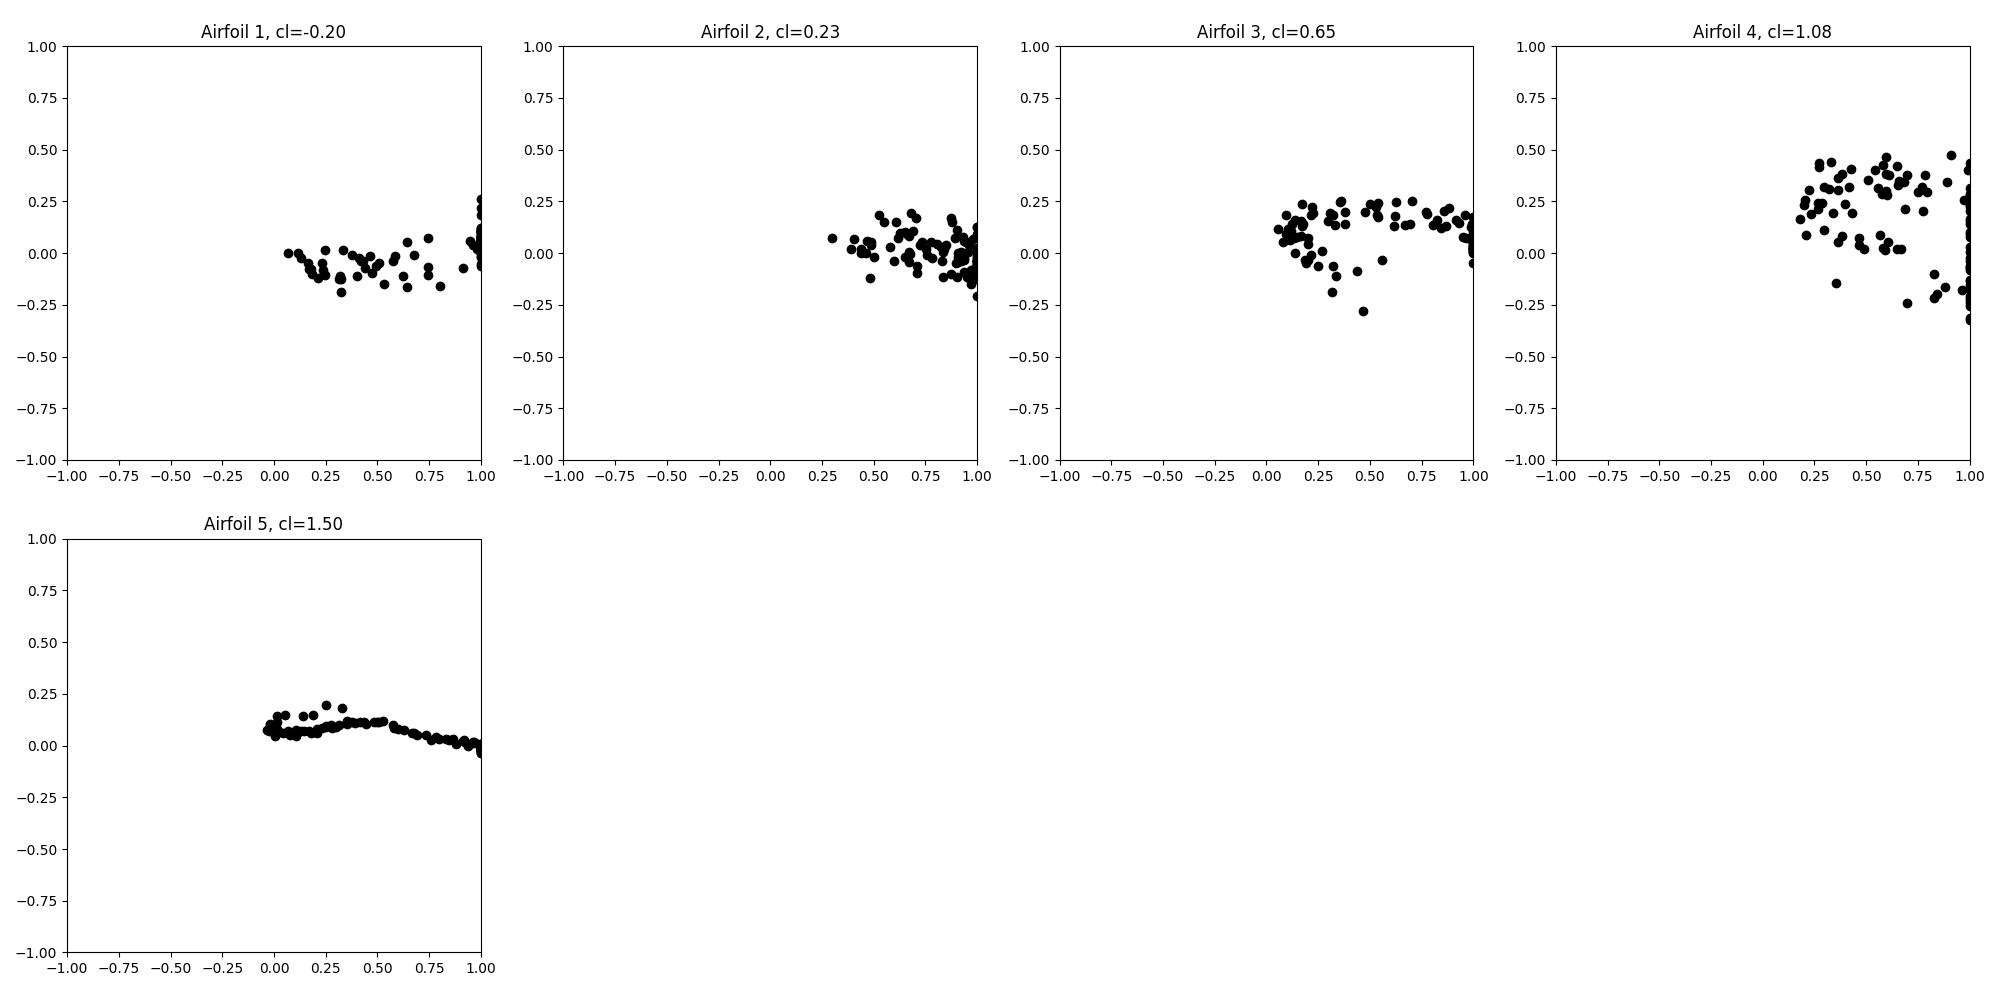 Airfoil 1, cl=-0.20
Airfoil 2, cl=0.23
Airfoil 3, cl=0.65
Airfoil 4, cl=1.08
1.00 1.00 1.00 1.00
0.75 0.75 0.75 0.75
0.50 0.50 0.50 0.50
0.25 0.25 0.25 0.25
0.00 0.00 0.00 0.00
−0.25 −0.25 −0.25 −0.25
−0.50 −0.50 −0.50 −0.50
−0.75 −0.75 −0.75 −0.75
−1.00 −1.00 −1.00 −1.00
−1.00 −0.75 −0.50 −0.25 0.00 0.25 0.50 0.75 1.00
−1.00 −0.75 −0.50 −0.25 0.00 0.25 0.50 0.75 1.00
−1.00 −0.75 −0.50 −0.25 0.00 0.25 0.50 0.75 1.00
−1.00 −0.75 −0.50 −0.25 0.00 0.25 0.50 0.75 1.00
Airfoil 5, cl=1.50
1.00
0.75
0.50
0.25
0.00
−0.25
−0.50
−0.75
−1.00
−1.00 −0.75 −0.50 −0.25 0.00 0.25 0.50 0.75 1.00